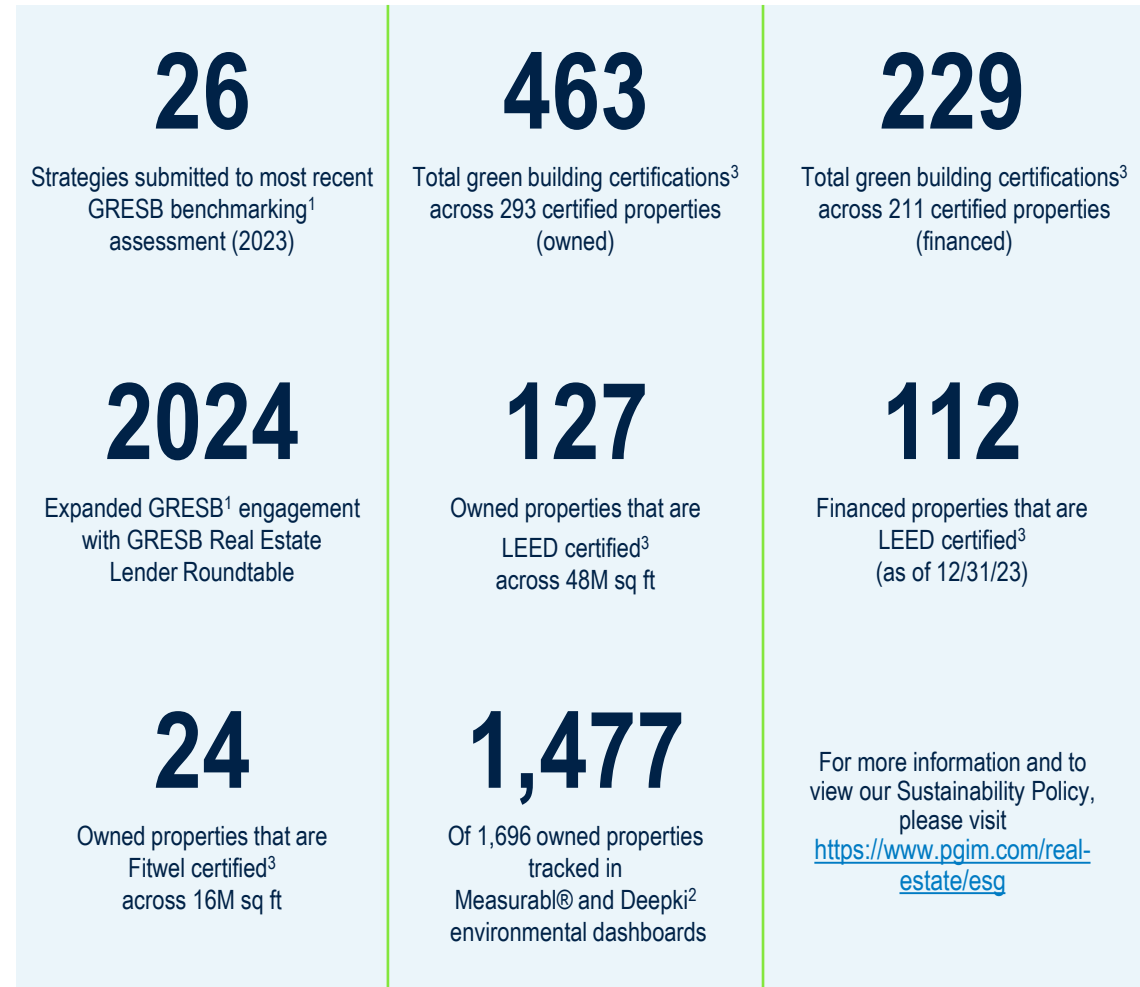 26
Strategies submitted to most recent
GRESB benchmarking¹
assessment (2023)
463
Total green building certifications³
across 293 certified properties
(owned)
229
Total green building certifications³
across 211 certified properties
(financed)
2024
Expanded GRESB¹ engagement
with GRESB Real Estate
Lender Roundtable
127
Owned properties that are
LEED certified³
across 48M sq ft
112
Financed properties that are
LEED certified³
(as of 12/31/23)
24
Owned properties that are
Fitwel certified³
across 16M sq ft
1,477
Of 1,696 owned properties
tracked in
Measurabl® and Deepki²
environmental dashboards
For more information and to
view our Sustainability Policy,
please visit
https://www.pgim.com/real-
estate/esg